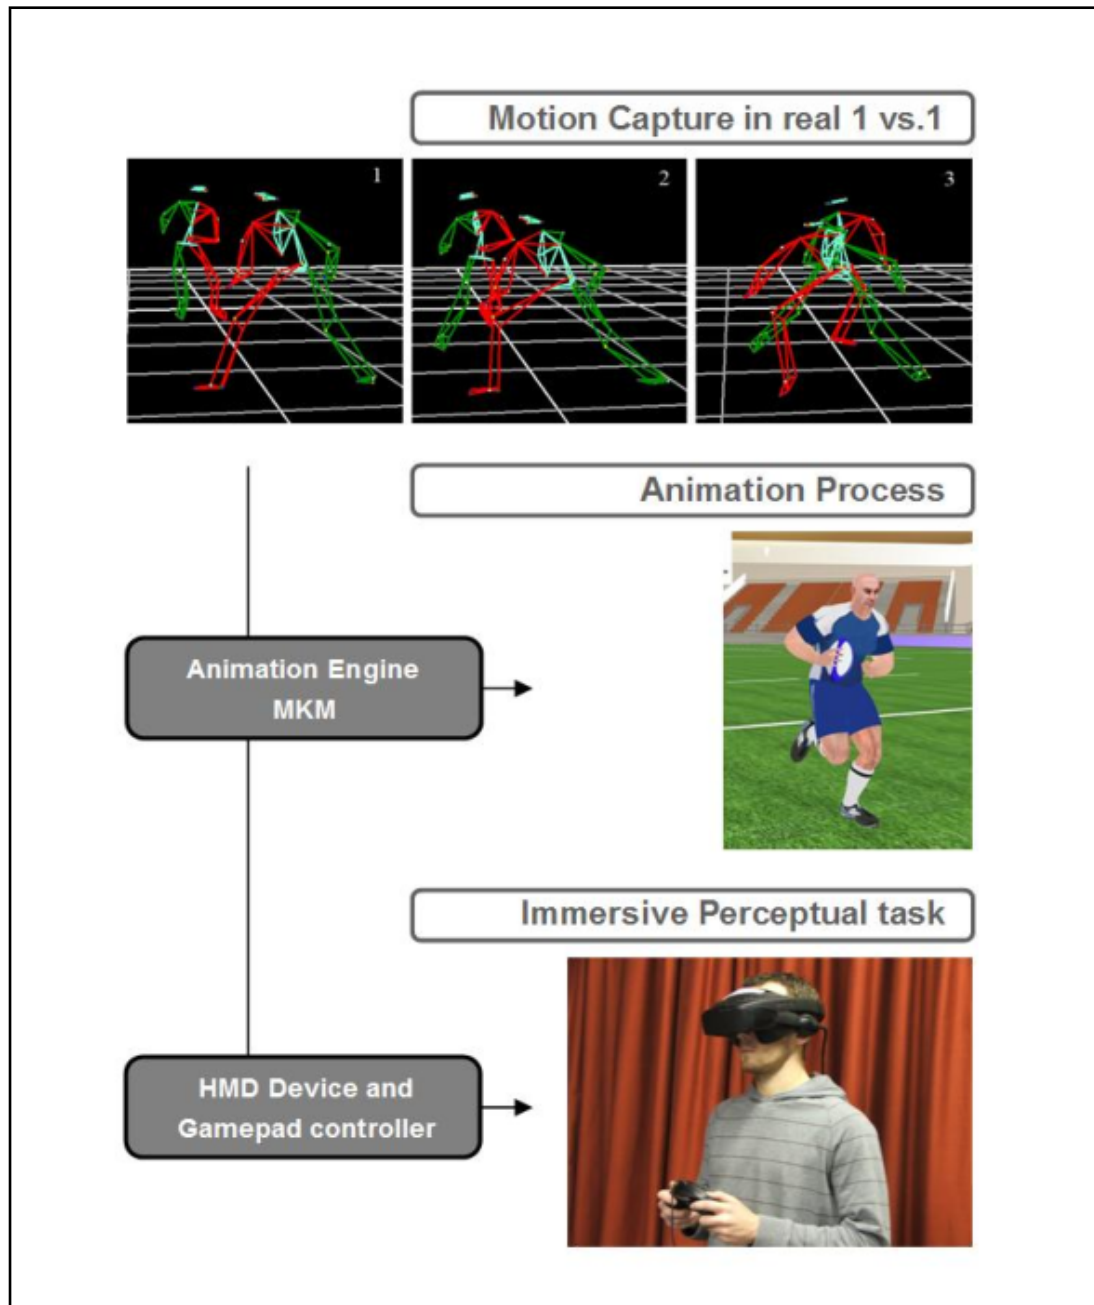 Motion Capture in real 1 vs.1
1
2
3
Animation Process
Animation Engine
MKM
Immersive Perceptual task
HMD Device and
Gamepad controller